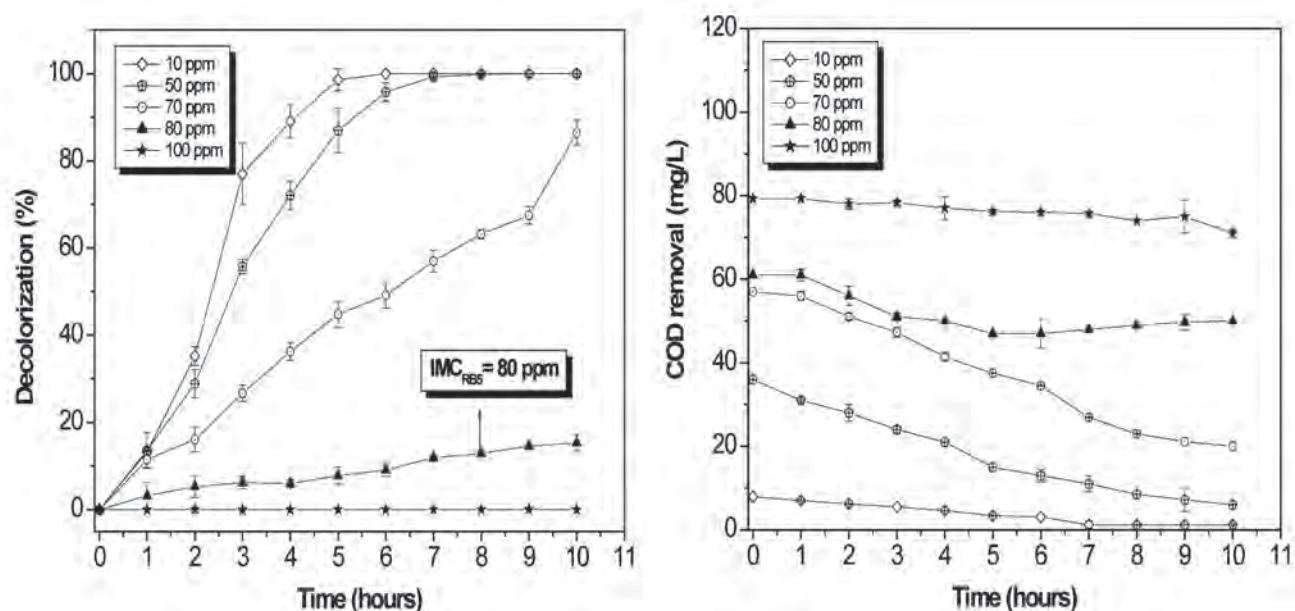 100
80
60
40
20
0
Decolorization (%)
10 ppm
50 ppm
70 ppm
80 ppm
100 ppm
IMC RB5 = 80 ppm
0 1 2 3 4 5 6 7 8 9 10 11
Time (hours)
120
100
80
60
40
20
0
COD removal (mg/L)
10 ppm
50 ppm
70 ppm
80 ppm
100 ppm
0 1 2 3 4 5 6 7 8 9 10 11
Time (hours)